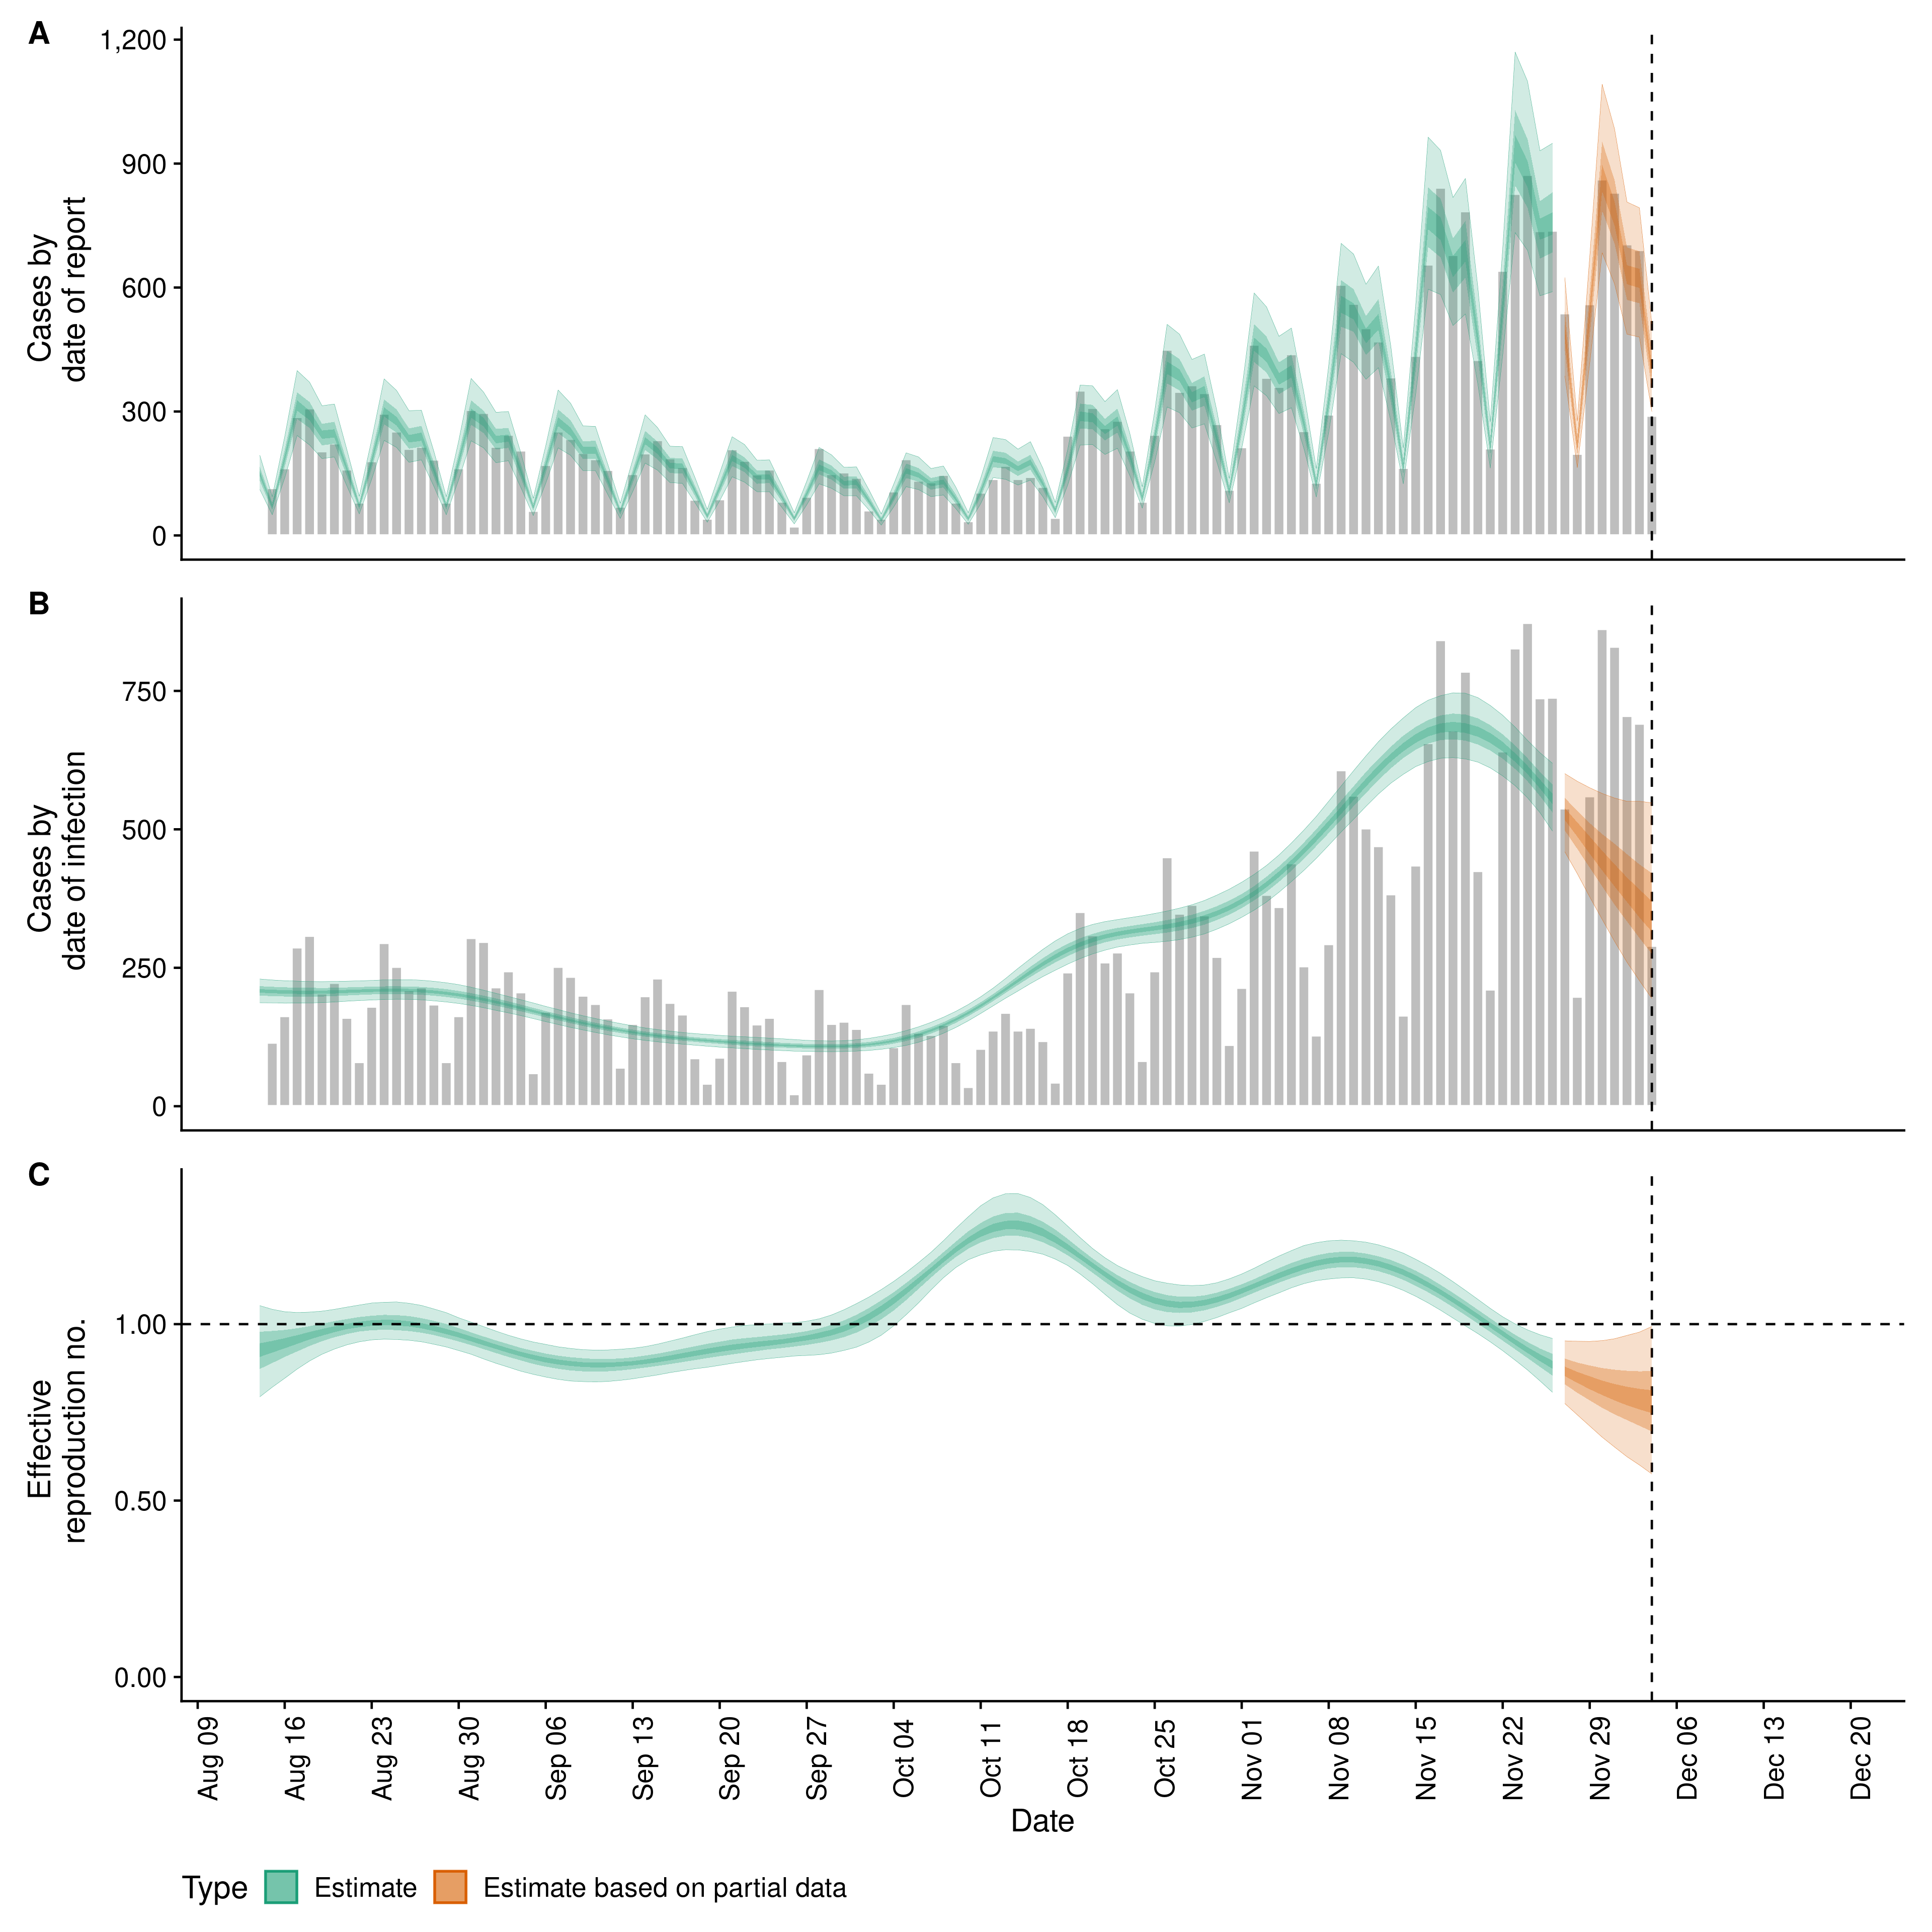 A
1,200
900
600
300
0
Cases by
date of report
B
750
500
250
0
Cases by
date of infection
C
1.00
0.50
0.00
Effective
reproduction no.
Aug 09
Aug 16
Aug 23
Aug 30
Sep 06
Sep 13
Sep 20
Sep 27
Oct 04
Oct 11
Oct 18
Oct 25
Nov 01
Nov 08
Nov 15
Nov 22
Nov 29
Dec 06
Dec 13
Dec 20
Date
Type Estimate Estimate based on partial data